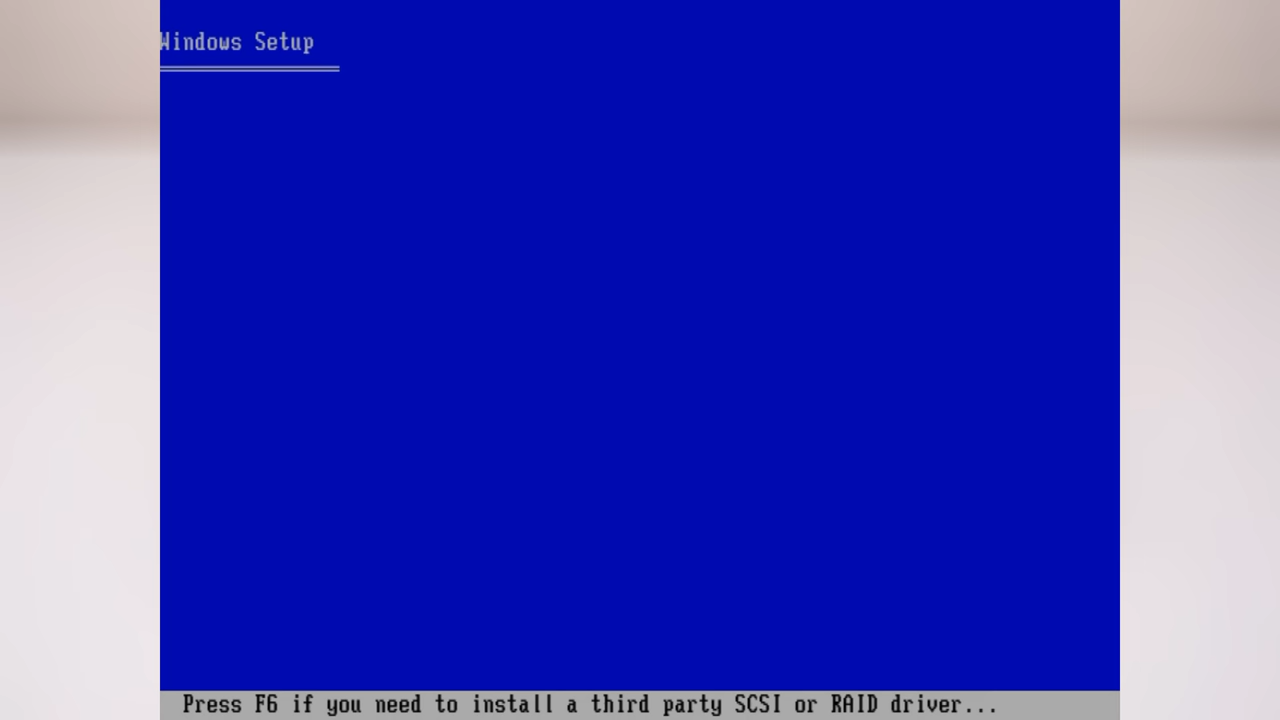 Windows Setup
Press F6 if you need to install a third party SCSI or RAID driver...